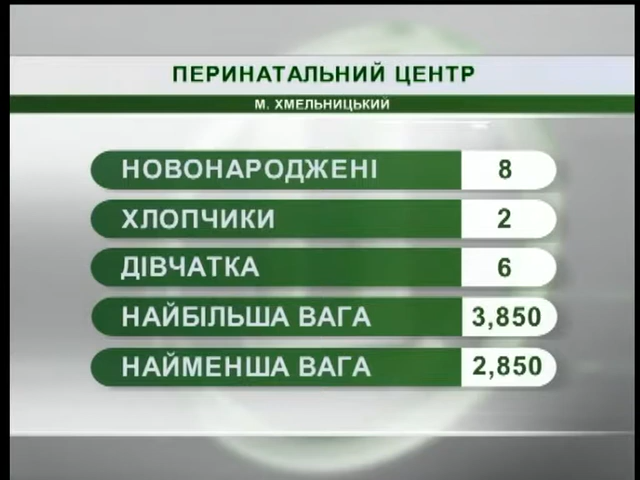 ПЕРИНАТАЛЬНИЙ ЦЕНТР
М. ХМЕЛЬНИЦЬКИЙ
НОВОНАРОДЖЕНІ 8
ХЛОПЧИКИ 2
ДІВЧАТКА 6
НАЙБІЛЬША ВАГА 3,850
НАЙМЕНША ВАГА 2,850